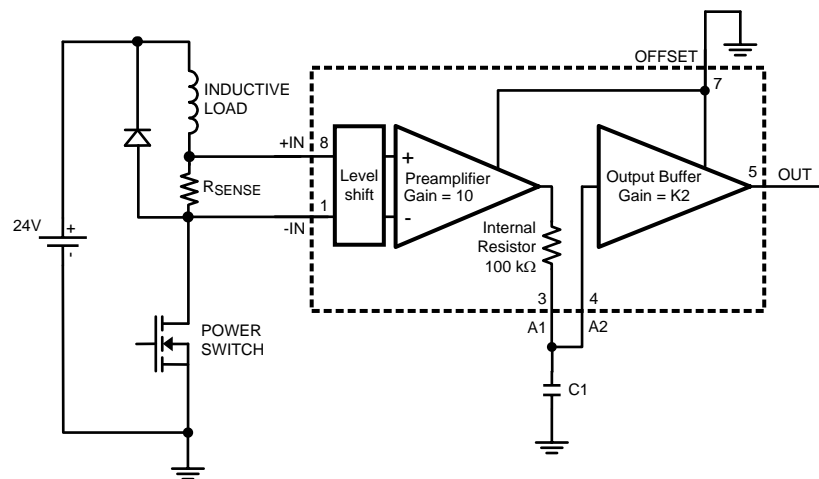 OFFSET
7
INDUCTIVE
LOAD
+IN
8
Level
shift
+
-
Preamplifier
Gain = 10
Output Buffer
Gain = K2
5
OUT
RSENSE
1
-IN
Internal
Resistor
100 kΩ
24V
+
-
3
4
A1
A2
POWER
SWITCH
C1